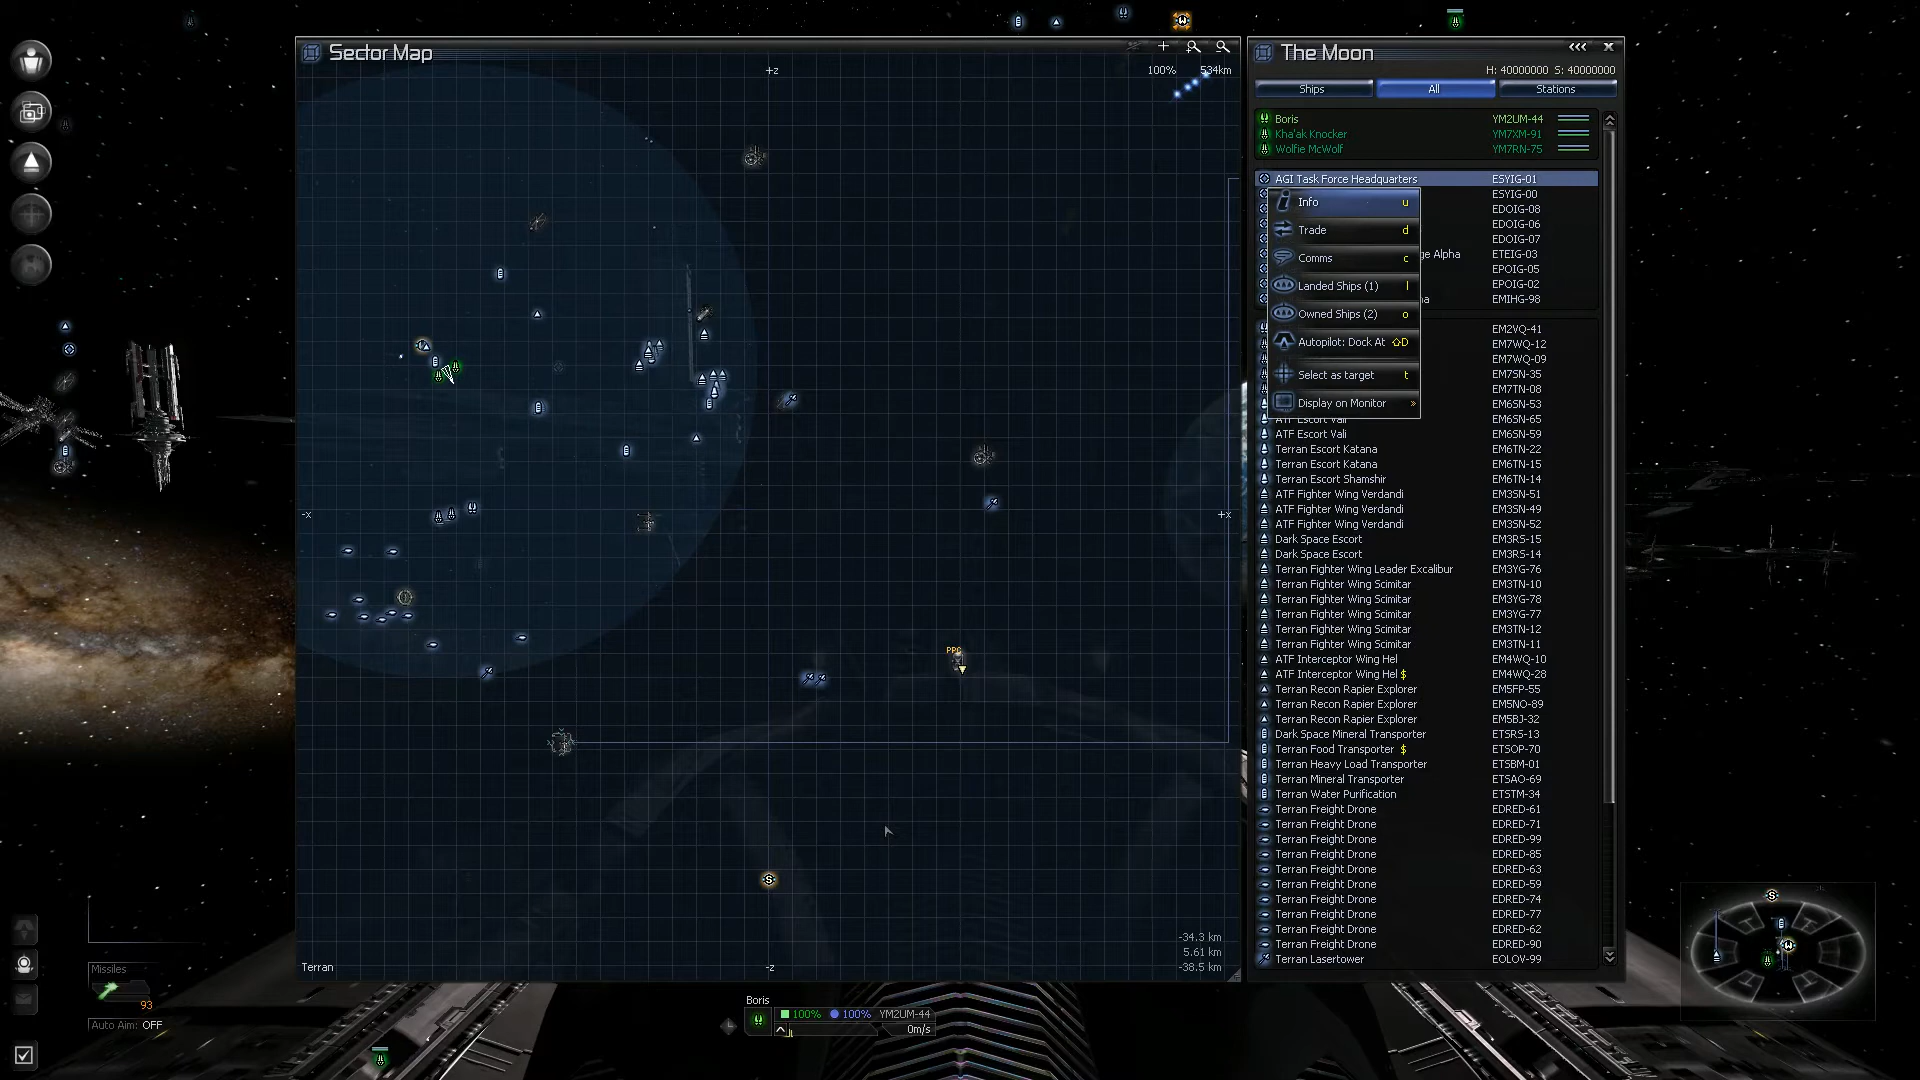 Sector Map
100% 534km
+z
-x
+x
PPC
S
-34.3 km
5.61 km
-38.5 km
Terran
-z
The Moon
H: 40000000 S: 40000000
Ships All Stations
Boris YM2UM-44
Kha'ak Knocker YM7XM-91
Wolfie McWolf YM7RN-75
AGI Task Force Headquarters ESYIG-01
ESYIG-00
EDOIG-08
EDOIG-06
EDOIG-07
ge Alpha ETEIG-03
EPOIG-05
EPOIG-02
na EMIHG-98
Info u
Trade d
Comms c
Landed Ships (1) l
Owned Ships (2) o
Autopilot: Dock At ⇧D
Select as target t
Display on Monitor »
EM2VQ-41
EM7WQ-12
EM7WQ-09
EM7SN-35
EM7TN-08
EM6SN-53
ATF Escort Vali EM6SN-65
ATF Escort Vali EM6SN-59
Terran Escort Katana EM6TN-22
Terran Escort Katana EM6TN-15
Terran Escort Shamshir EM6TN-14
ATF Fighter Wing Verdandi EM3SN-51
ATF Fighter Wing Verdandi EM3SN-49
ATF Fighter Wing Verdandi EM3SN-52
Dark Space Escort EM3RS-15
Dark Space Escort EM3RS-14
Terran Fighter Wing Leader Excalibur EM3YG-76
Terran Fighter Wing Scimitar EM3TN-10
Terran Fighter Wing Scimitar EM3YG-78
Terran Fighter Wing Scimitar EM3YG-77
Terran Fighter Wing Scimitar EM3TN-12
Terran Fighter Wing Scimitar EM3TN-11
ATF Interceptor Wing Hel EM4WQ-10
ATF Interceptor Wing Hel $ EM4WQ-28
Terran Recon Rapier Explorer EM5FP-55
Terran Recon Rapier Explorer EM5NO-89
Terran Recon Rapier Explorer EM5BJ-32
Dark Space Mineral Transporter ETSRS-13
Terran Food Transporter $ ETSOP-70
Terran Heavy Load Transporter ETSBM-01
Terran Mineral Transporter ETSAO-69
Terran Water Purification ETSTM-34
Terran Freight Drone EDRED-61
Terran Freight Drone EDRED-71
Terran Freight Drone EDRED-99
Terran Freight Drone EDRED-85
Terran Freight Drone EDRED-63
Terran Freight Drone EDRED-59
Terran Freight Drone EDRED-74
Terran Freight Drone EDRED-77
Terran Freight Drone EDRED-62
Terran Freight Drone EDRED-90
Terran Lasertower EOLOV-99
Missiles
93
Auto Aim: OFF
Boris
100% 100% YM2UM-44
0m/s
S